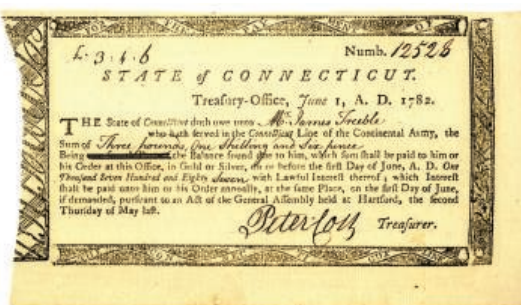 FOR THE PAY MENT OF
£. 3. 4. 6 Numb. 12528
STATE of CONNECTICUT.
Treasury-Office, June 1, A. D. 1782.
THE State of Connecticut doth owe unto Mr. James Treeble
who hath served in the Connecticut Line of the Continental Army, the
Sum of Three pounds, One Shilling and Six pence
Being the Balance found due to him, which sum shall be paid to him or
his Order at this Office, in Gold or Silver, on or before the first Day of June, A. D. One
Thousand Seven Hundred and Eighty Seven with Lawful Interest thereof; which Interest
shall be paid unto him or his Order annually, at the same Place, on the first Day of June,
if demanded, pursuant to an Act of the General Assembly held at Hartford, the second
Thursday of May last.
Peter Colt Treasurer.